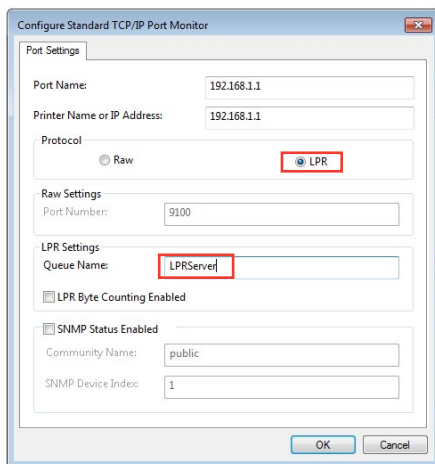 Configure Standard TCP/IP Port Monitor
Port Settings
Port Name: 192.168.1.1
Printer Name or IP Address: 192.168.1.1
Protocol
Raw LPR
Raw Settings
Port Number: 9100
LPR Settings
Queue Name: LPRServer
LPR Byte Counting Enabled
SNMP Status Enabled
Community Name: public
SNMP Device Index: 1
OK Cancel